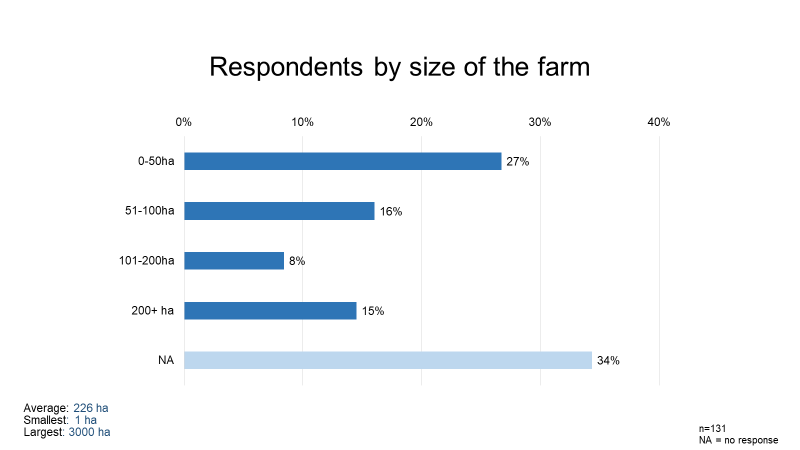 Respondents by size of the farm
0% 10% 20% 30% 40%
0-50ha 27%
51-100ha 16%
101-200ha 8%
200+ ha 15%
NA 34%
Average: 226 ha
Smallest: 1 ha
Largest: 3000 ha
n=131
NA = no response